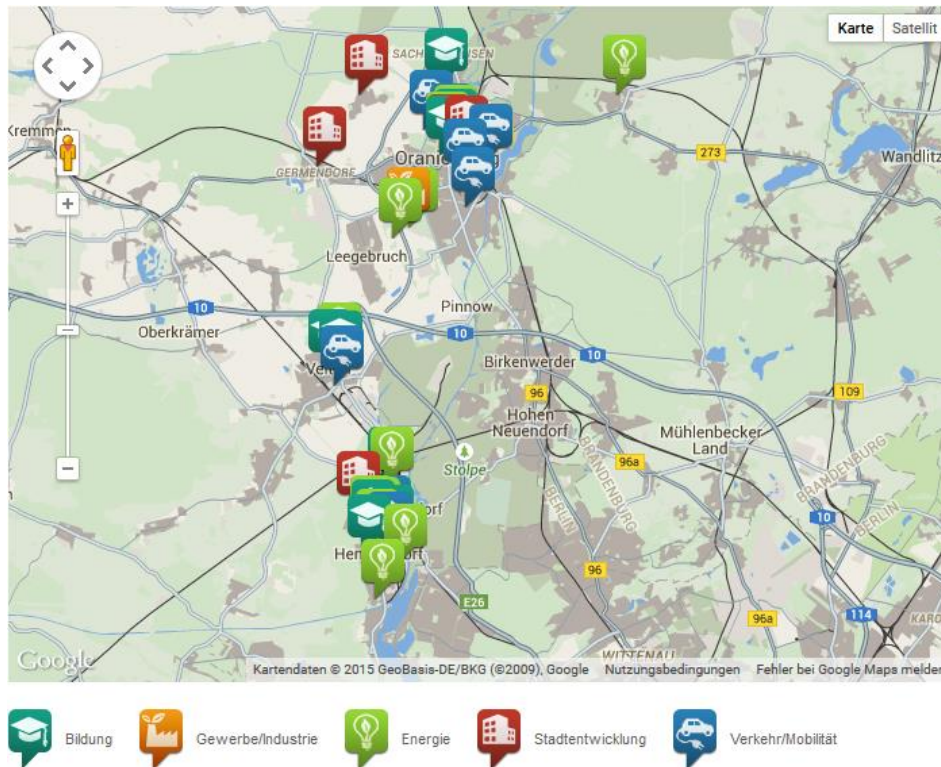 Karte Satellit
Kremmen
273
Wandlitz
GERMENDORF
Leegebruch
10
Pinnow
Oberkrämer
10
Birkenwerder
10
96
109
Hohen
Neuendorf
Mühlenbecker
Land
96a
Stolpe
BRANDENBURG
BERLIN
BRANDENBURG
BERLIN
10
96
E26
96a
114
WITTENAU
Google
Kartendaten © 2015 GeoBasis-DE/BKG (©2009), Google Nutzungsbedingungen Fehler bei Google Maps melden
Bildung Gewerbe/Industrie Energie Stadtentwicklung Verkehr/Mobilität